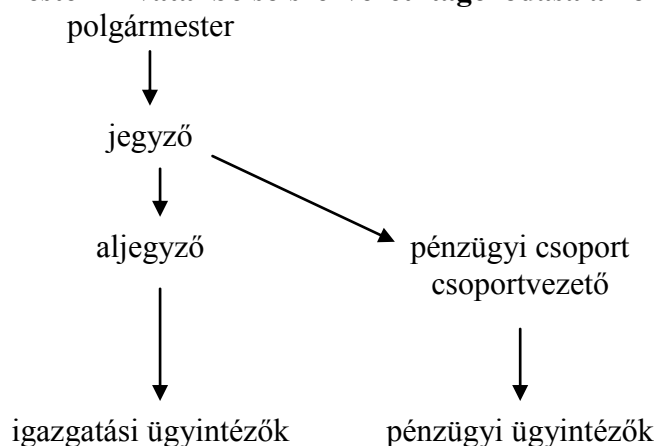 polgármester
jegyző
aljegyző
pénzügyi csoport
csoportvezető
igazgatási ügyintézők
pénzügyi ügyintézők